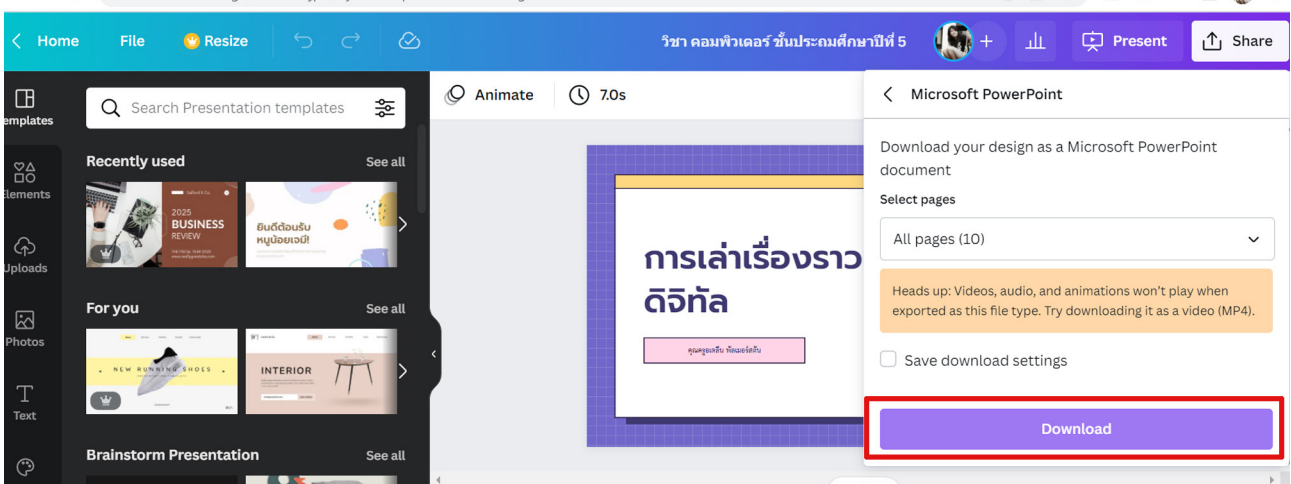 Home File Resize วิชา คอมพิวเตอร์ ชั้นประถมศึกษาปีที่ 5 + Present Share
emplates
Search Presentation templates
Animate 7.0s
Microsoft PowerPoint
Recently used See all
2025
BUSINESS
REVIEW
ยินดีต้อนรับ
หนูน้อยเจมี!
Elements
Uploads
For you See all
NEW RUNNING SHOES
INTERIOR
Photos
Text
Brainstorm Presentation See all
การเล่าเรื่องราว
ดิจิทัล
Download your design as a Microsoft PowerPoint
document
Select pages
All pages (10)
Heads up: Videos, audio, and animations won't play when
exported as this file type. Try downloading it as a video (MP4).
Save download settings
Download